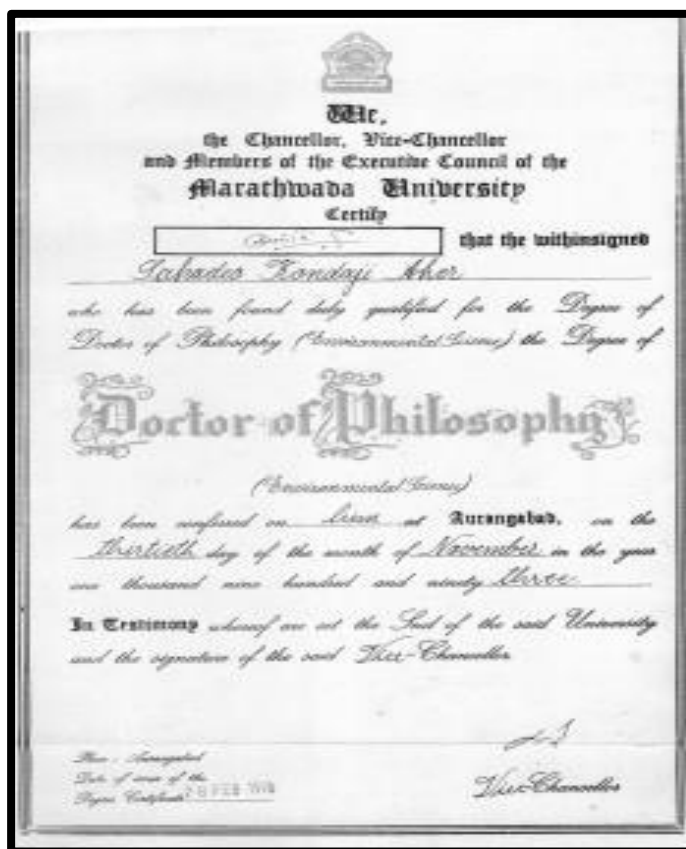 We,
the Chancellor, Vice-Chancellor
and Members of the Executive Council of the
Marathwada University
Certify
that the withinsigned
Kondaji Aher
who has been found duly qualified for the Degree of
Doctor of Philosophy (Environmental Science) the Degree of
Doctor of Philosophy
(Environmental Science)
has been conferred on him at Aurangabad, on the
thirtieth day of the month of November in the year
one thousand nine hundred and ninety three
In Testimony whereof are set the Seal of the said University
and the signature of the said Vice-Chancellor
Place : Aurangabad
Date of issue of the
Degree Certificate 28 FEB
Vice-Chancellor